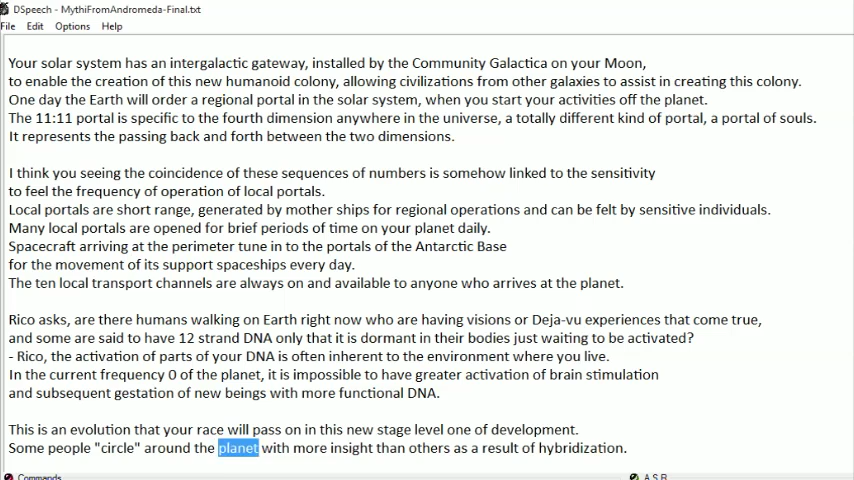 DSpeech - MythiFromAndromeda-Final.txt
File Edit Options Help
Your solar system has an intergalactic gateway, installed by the Community Galactica on your Moon,
to enable the creation of this new humanoid colony, allowing civilizations from other galaxies to assist in creating this colony.
One day the Earth will order a regional portal in the solar system, when you start your activities off the planet.
The 11:11 portal is specific to the fourth dimension anywhere in the universe, a totally different kind of portal, a portal of souls.
It represents the passing back and forth between the two dimensions.
I think you seeing the coincidence of these sequences of numbers is somehow linked to the sensitivity
to feel the frequency of operation of local portals.
Local portals are short range, generated by mother ships for regional operations and can be felt by sensitive individuals.
Many local portals are opened for brief periods of time on your planet daily.
Spacecraft arriving at the perimeter tune in to the portals of the Antarctic Base
for the movement of its support spaceships every day.
The ten local transport channels are always on and available to anyone who arrives at the planet.
Rico asks, are there humans walking on Earth right now who are having visions or Deja-vu experiences that come true,
and some are said to have 12 strand DNA only that it is dormant in their bodies just waiting to be activated?
- Rico, the activation of parts of your DNA is often inherent to the environment where you live.
In the current frequency 0 of the planet, it is impossible to have greater activation of brain stimulation
and subsequent gestation of new beings with more functional DNA.
This is an evolution that your race will pass on in this new stage level one of development.
Some people "circle" around the planet with more insight than others as a result of hybridization.
Commands A.S.R.